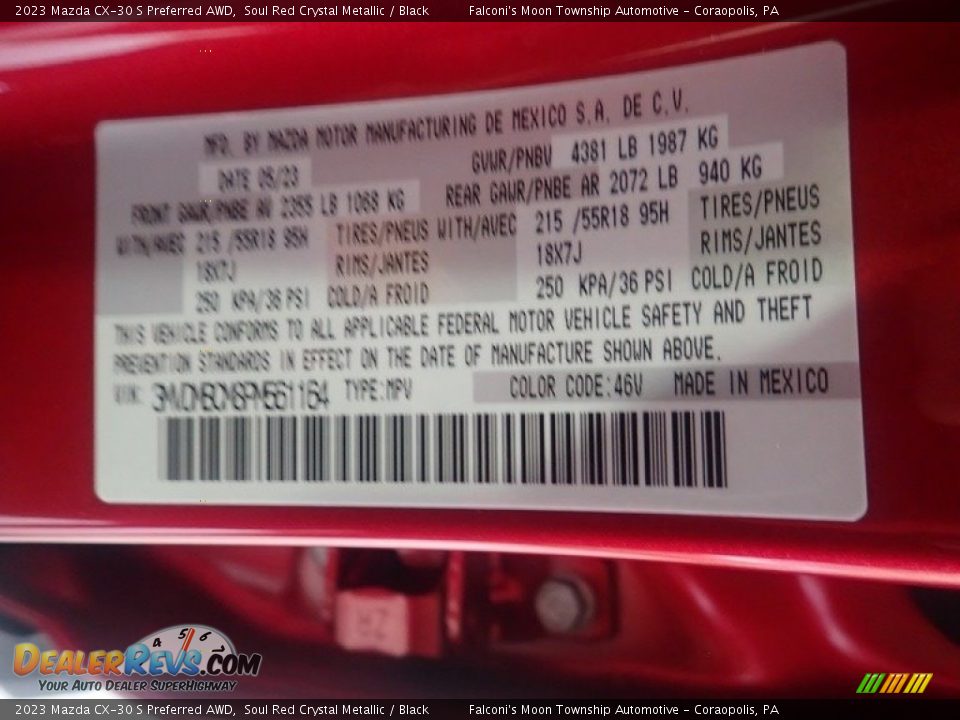 2023 Mazda CX-30 S Preferred AWD, Soul Red Crystal Metallic / Black Falconi's Moon Township Automotive - Coraopolis, PA
MFD. BY MAZDA MOTOR MANUFACTURING DE MEXICO S.A. DE C.V.
DATE 05/23 GVWR/PNBV 4381 LB 1987 KG
FRONT GAWR/PNBE AV 2355 LB 1068 KG REAR GAWR/PNBE AR 2072 LB 940 KG
WITH/AVEC 215 /55R18 95H TIRES/PNEUS WITH/AVEC 215 /55R18 95H TIRES/PNEUS
18X7J RIMS/JANTES 18X7J RIMS/JANTES
250 KPA/36 PSI COLD/A FROID 250 KPA/36 PSI COLD/A FROID
THIS VEHICLE CONFORMS TO ALL APPLICABLE FEDERAL MOTOR VEHICLE SAFETY AND THEFT
PREVENTION STANDARDS IN EFFECT ON THE DATE OF MANUFACTURE SHOWN ABOVE.
VIN: TYPE:MPV COLOR CODE:46V MADE IN MEXICO
4 5 6
DEALERREVS.COM
YOUR AUTO DEALER SUPERHIGHWAY
2023 Mazda CX-30 S Preferred AWD, Soul Red Crystal Metallic / Black Falconi's Moon Township Automotive - Coraopolis, PA